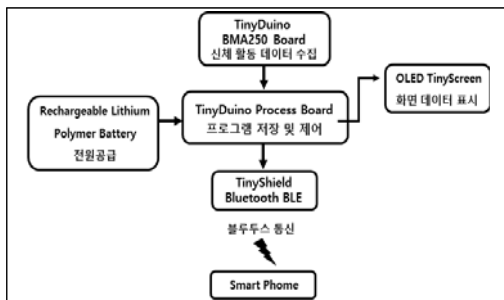 TinyDuino
BMA250 Board
신체 활동 데이터 수집
OLED TinyScreen
화면 데이터 표시
Rechargeable Lithium
Polymer Battery
전원공급
TinyDuino Process Board
프로그램 저장 및 제어
TinyShield
Bluetooth BLE
블루투스 통신
Smart Phome